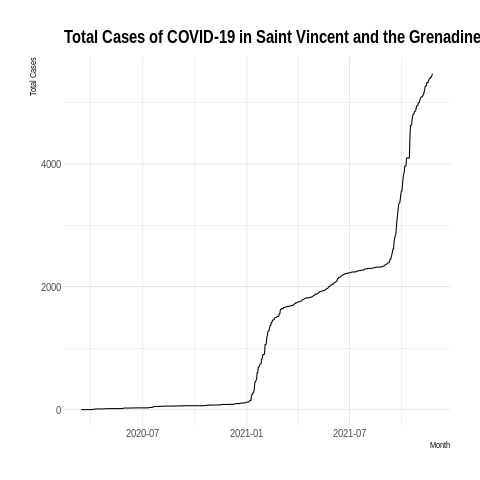 Total Cases of COVID-19 in Saint Vincent and the Grenadine
Total Cases
4000
2000
0
2020-07
2021-01
2021-07
Month